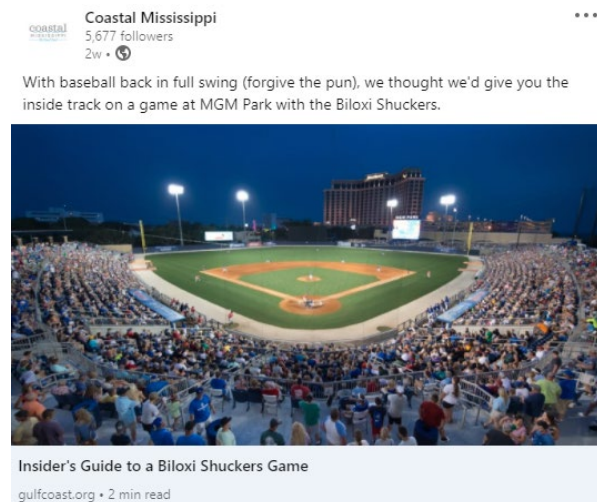 coastal
Coastal Mississippi
5,677 followers
2w •
With baseball back in full swing (forgive the pun), we thought we'd give you the
inside track on a game at MGM Park with the Biloxi Shuckers.
Insider's Guide to a Biloxi Shuckers Game
gulfcoast.org • 2 min read